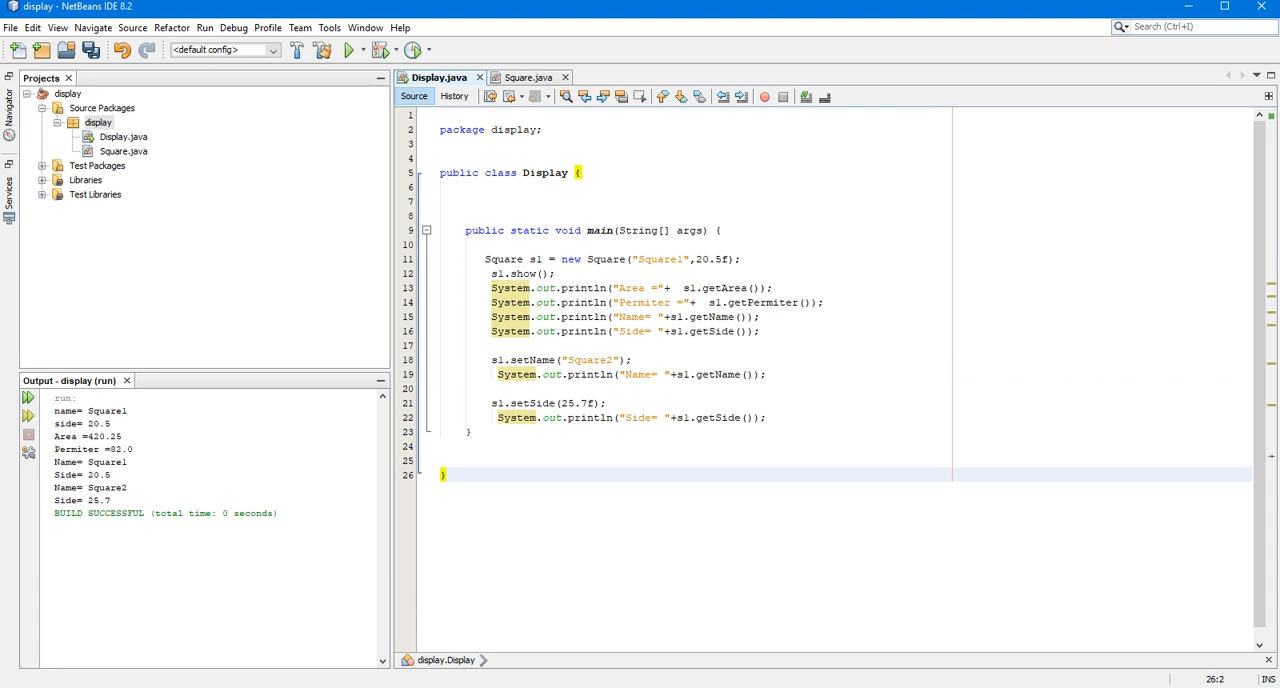 display - NetBeans IDE 8.2
File Edit View Navigate Source Refactor Run Debug Profile Team Tools Window Help
Search (Ctrl+I)
<default config>
Projects
Navigator
Services
display
Source Packages
display
Display.java
Square.java
Test Packages
Libraries
Test Libraries
Output - display (run)
run:
name= Square1
side= 20.5
Area =420.25
Permiter =82.0
Name= Square1
Side= 20.5
Name= Square2
Side= 25.7
BUILD SUCCESSFUL (total time: 0 seconds)
Display.java Square.java
Source History
1
2 package display;
3
4
5 public class Display {
6
7
8
9 public static void main(String[] args) {
10
11 Square s1 = new Square("Square1",20.5f);
12 s1.show();
13 System.out.println("Area ="+  s1.getArea());
14 System.out.println("Permiter ="+  s1.getPermiter());
15 System.out.println("Name= "+s1.getName());
16 System.out.println("Side= "+s1.getSide());
17
18 s1.setName("Square2");
19 System.out.println("Name= "+s1.getName());
20
21 s1.setSide(25.7f);
22 System.out.println("Side= "+s1.getSide());
23 }
24
25
26 }
display.Display
26:2 INS